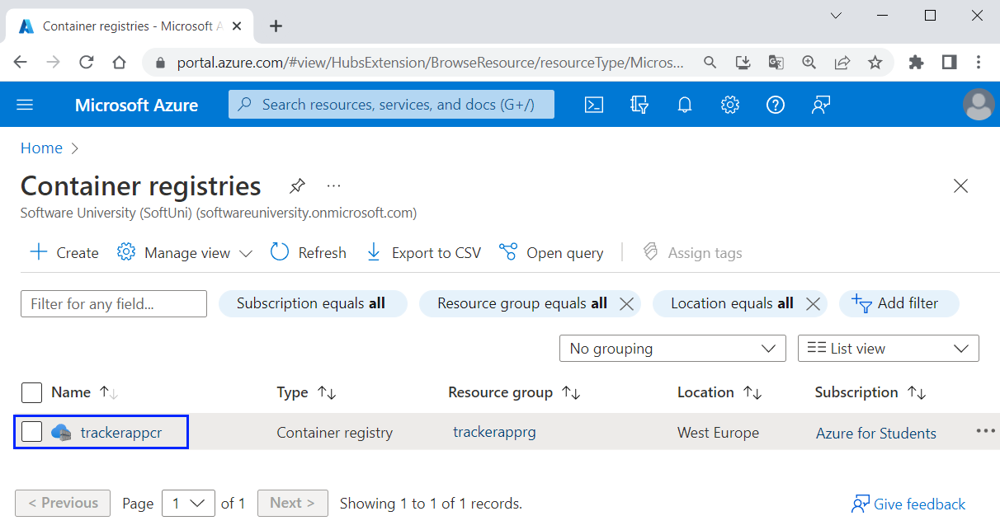 Container registries - Microsoft A
portal.azure.com/#view/HubsExtension/BrowseResource/resourceType/Micros...
Microsoft Azure
Search resources, services, and docs (G+/)
Home
Container registries
Software University (SoftUni) (softwareuniversity.onmicrosoft.com)
Create Manage view Refresh Export to CSV Open query Assign tags
Filter for any field... Subscription equals all Resource group equals all Location equals all Add filter
No grouping List view
Name Type Resource group Location Subscription
trackerappcr Container registry trackerapprg West Europe Azure for Students
< Previous Page 1 of 1 Next > Showing 1 to 1 of 1 records. Give feedback